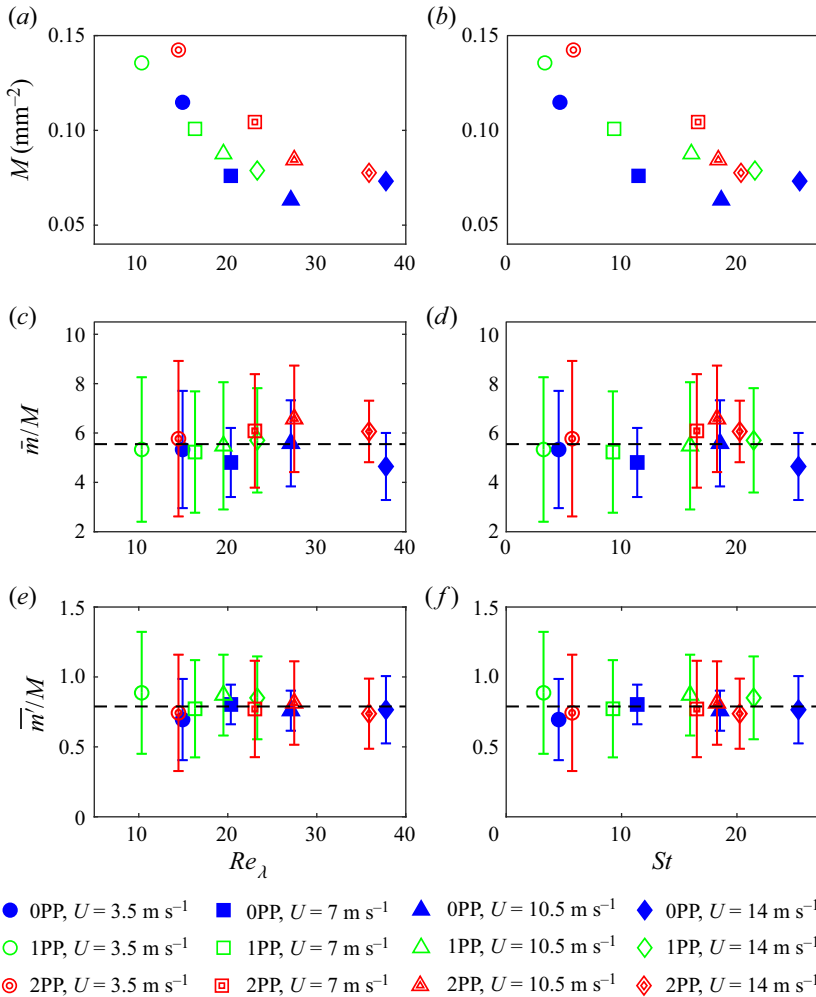 (a) (b)
0.15 0.15
0.10 0.10
0.05 0.05
M (mm⁻²)
10 20 30 40 0 10 20
(c) (d)
10 10
8 8
6 6
4 4
2 2
m̄/M
10 20 30 40 0 10 20
(e) (f)
1.5 1.5
1.0 1.0
0.5 0.5
0
m̅′/M
10 20 30 40 0 10 20
Re_λ St
0PP, U = 3.5 m s⁻¹ 0PP, U = 7 m s⁻¹ 0PP, U = 10.5 m s⁻¹ 0PP, U = 14 m s⁻¹
1PP, U = 3.5 m s⁻¹ 1PP, U = 7 m s⁻¹ 1PP, U = 10.5 m s⁻¹ 1PP, U = 14 m s⁻¹
2PP, U = 3.5 m s⁻¹ 2PP, U = 7 m s⁻¹ 2PP, U = 10.5 m s⁻¹ 2PP, U = 14 m s⁻¹